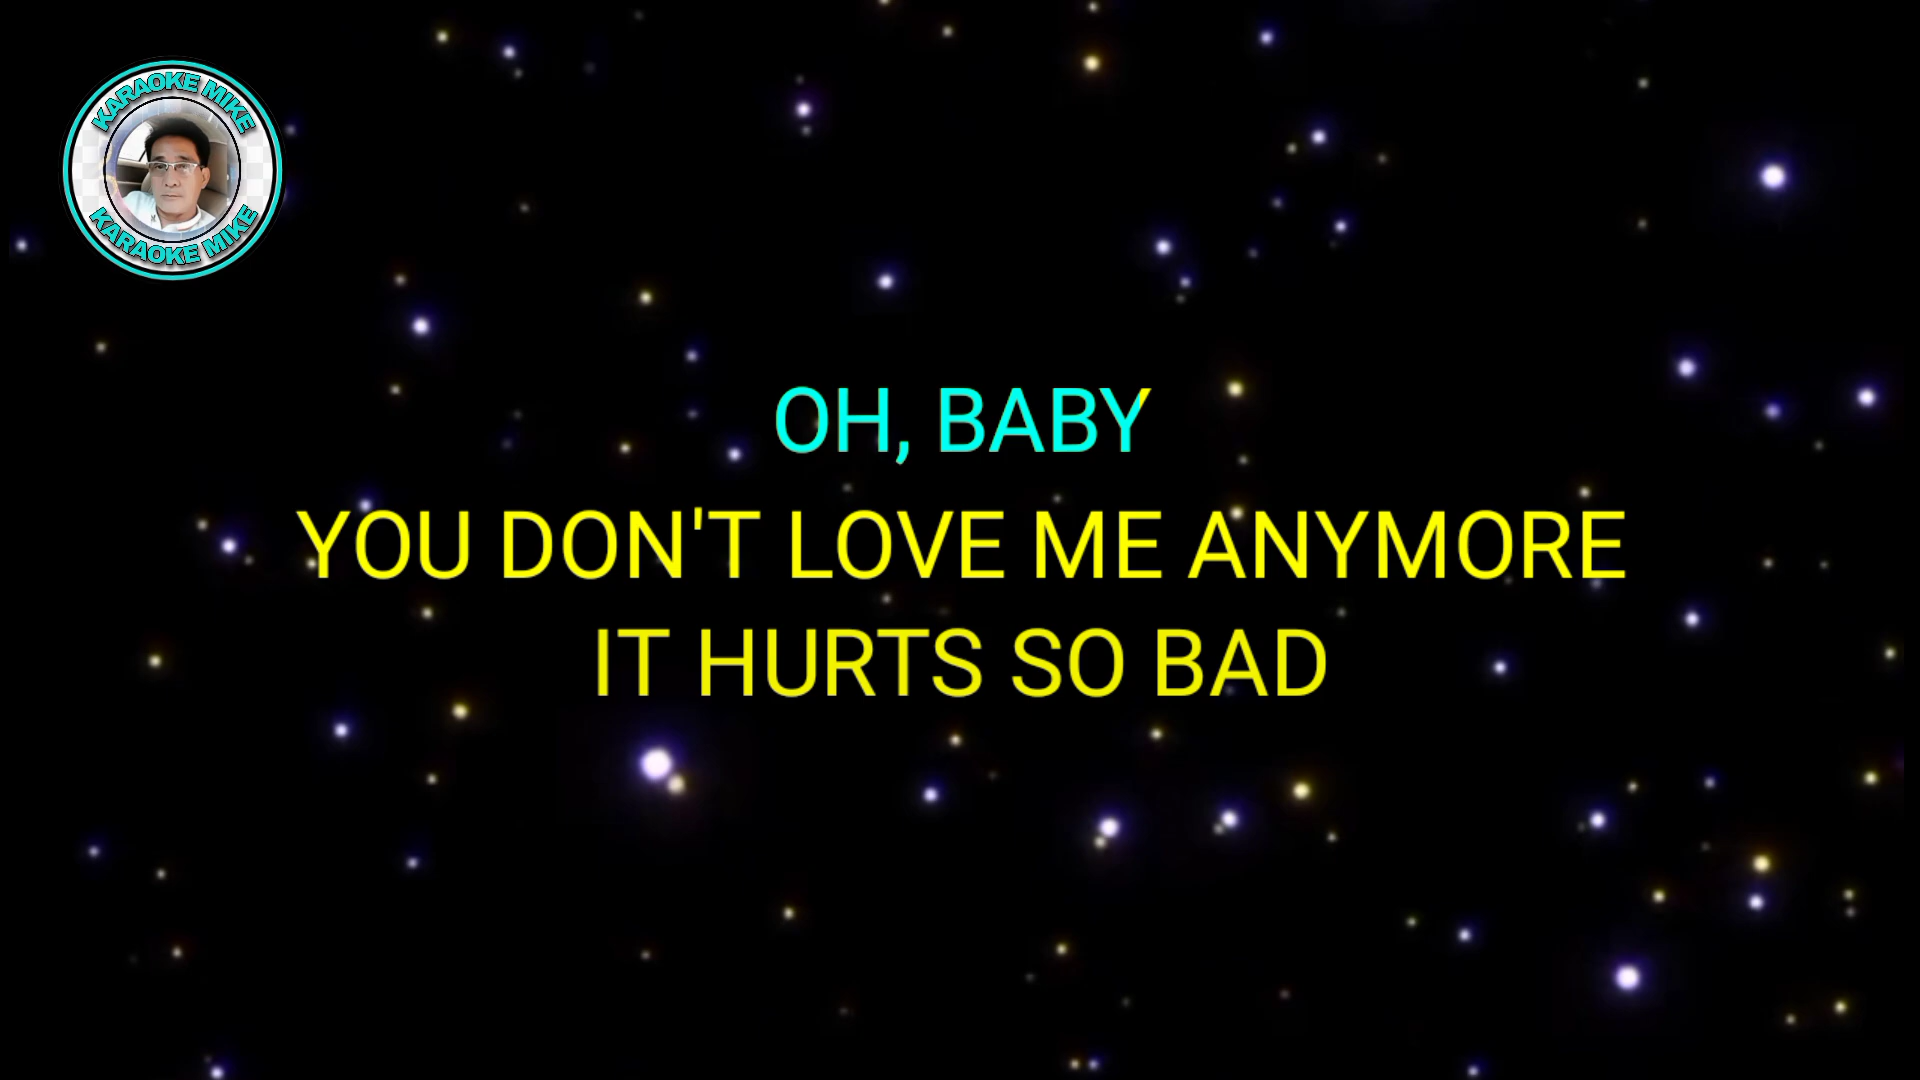 KARAOKE MIKE
KARAOKE MIKE
OH, BABY
YOU DON'T LOVE ME ANYMORE
IT HURTS SO BAD